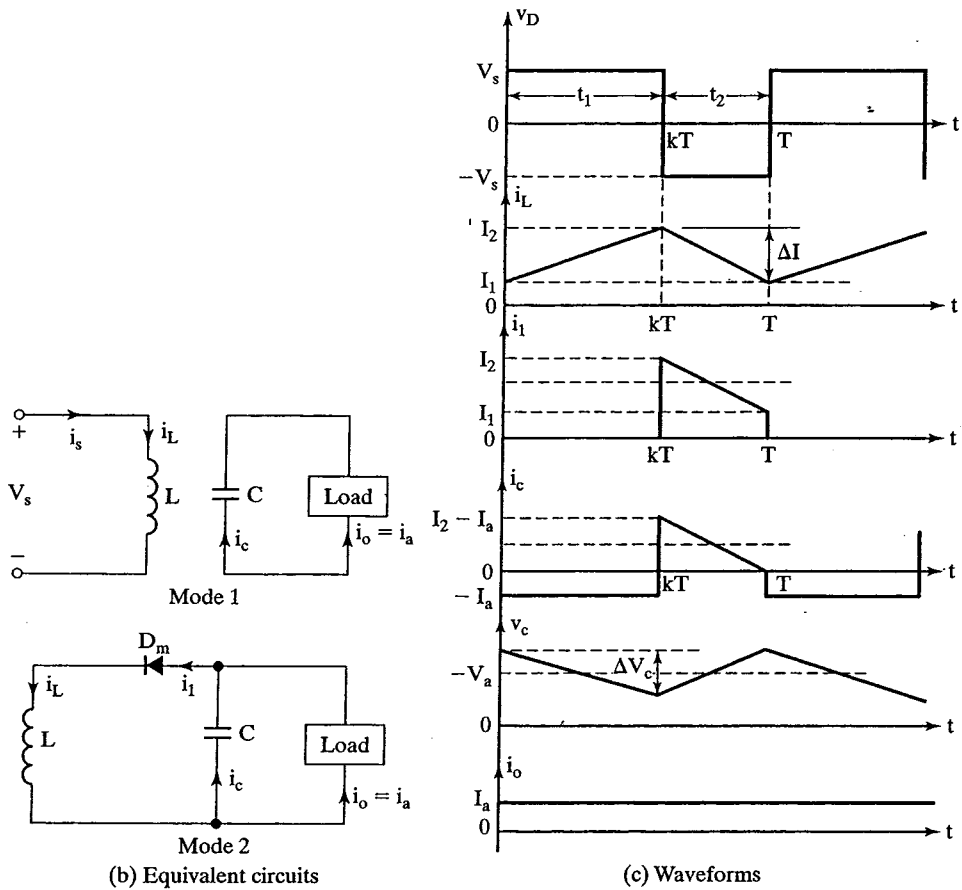 +
V_s
−
i_s
i_L
L
C
i_c
Load
i_o = i_a
Mode 1
D_m
i_L
i_1
L
C
i_c
Load
i_o = i_a
Mode 2
(b) Equivalent circuits
v_D
V_s
t_1
t_2
0
kT
T
t
−V_s
i_L
I_2
ΔI
I_1
0
kT
T
t
i_1
I_2
I_1
0
kT
T
t
i_c
I_2 − I_a
0
kT
T
t
− I_a
v_c
ΔV_c
−V_a
0
t
i_o
I_a
0
t
(c) Waveforms